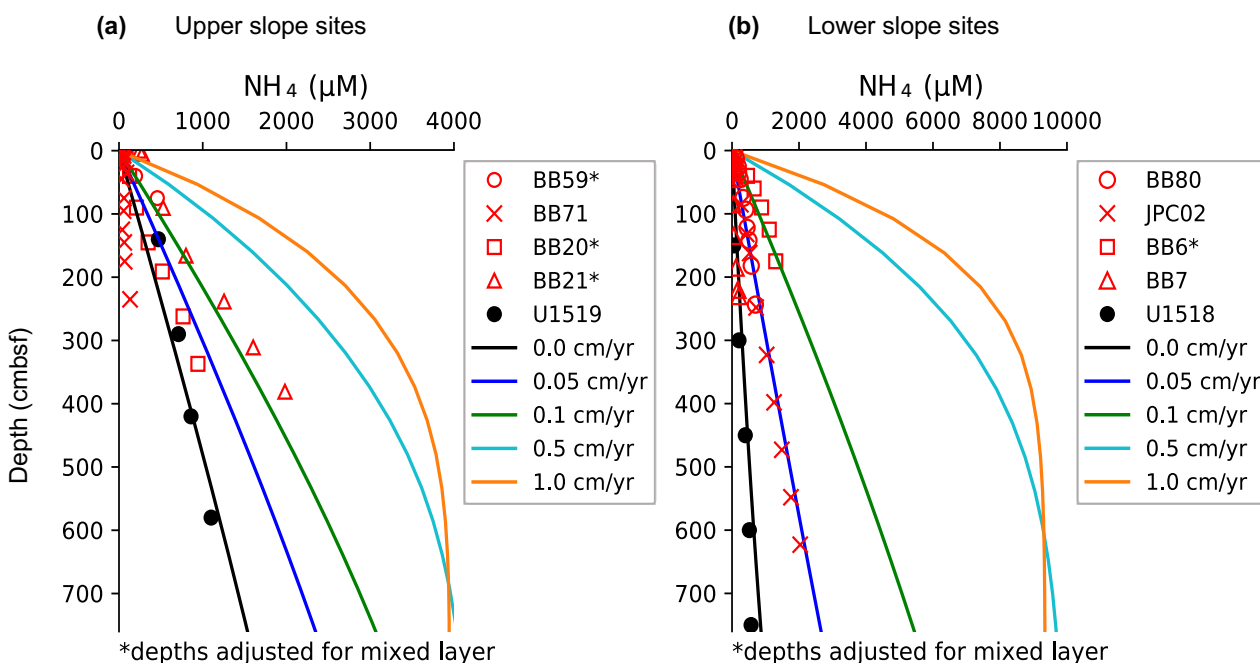 (a) Upper slope sites
NH4 (μM)
0 1000 2000 3000 4000
0
100
200
300
400
500
600
700
Depth (cmbsf)
BB59*
BB71
BB20*
BB21*
U1519
0.0 cm/yr
0.05 cm/yr
0.1 cm/yr
0.5 cm/yr
1.0 cm/yr
*depths adjusted for mixed layer
(b) Lower slope sites
NH4 (μM)
0 2000 4000 6000 8000 10000
0
100
200
300
400
500
600
700
BB80
JPC02
BB6*
BB7
U1518
0.0 cm/yr
0.05 cm/yr
0.1 cm/yr
0.5 cm/yr
1.0 cm/yr
*depths adjusted for mixed layer